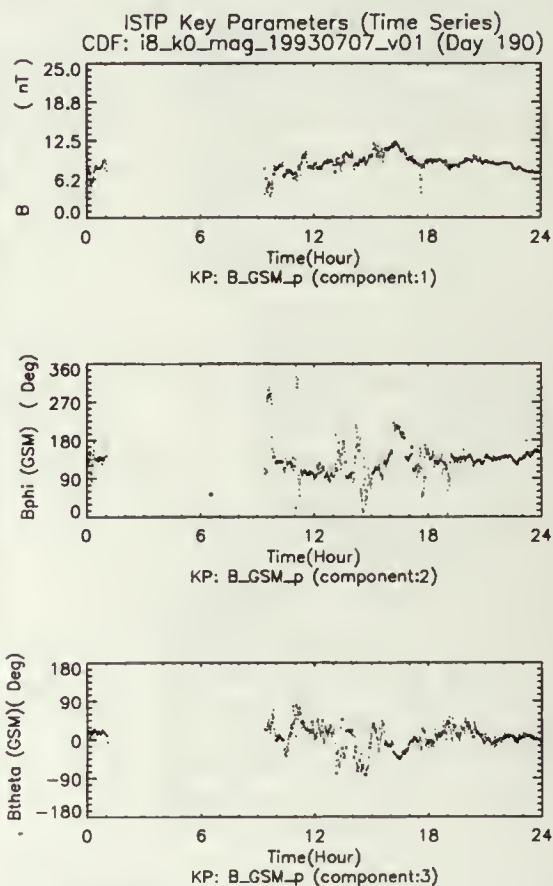 ISTP Key Parameters (Time Series)
CDF: i8_k0_mag_19930707_v01 (Day 190)
B ( nT )
25.0
18.8
12.5
6.2
0.0
0 6 12 18 24
Time(Hour)
KP: B_GSM_p (component:1)
Bphi (GSM) ( Deg)
360
270
180
90
0
0 6 12 18 24
Time(Hour)
KP: B_GSM_p (component:2)
Btheta (GSM)( Deg)
180
90
0
-90
-180
0 6 12 18 24
Time(Hour)
KP: B_GSM_p (component:3)